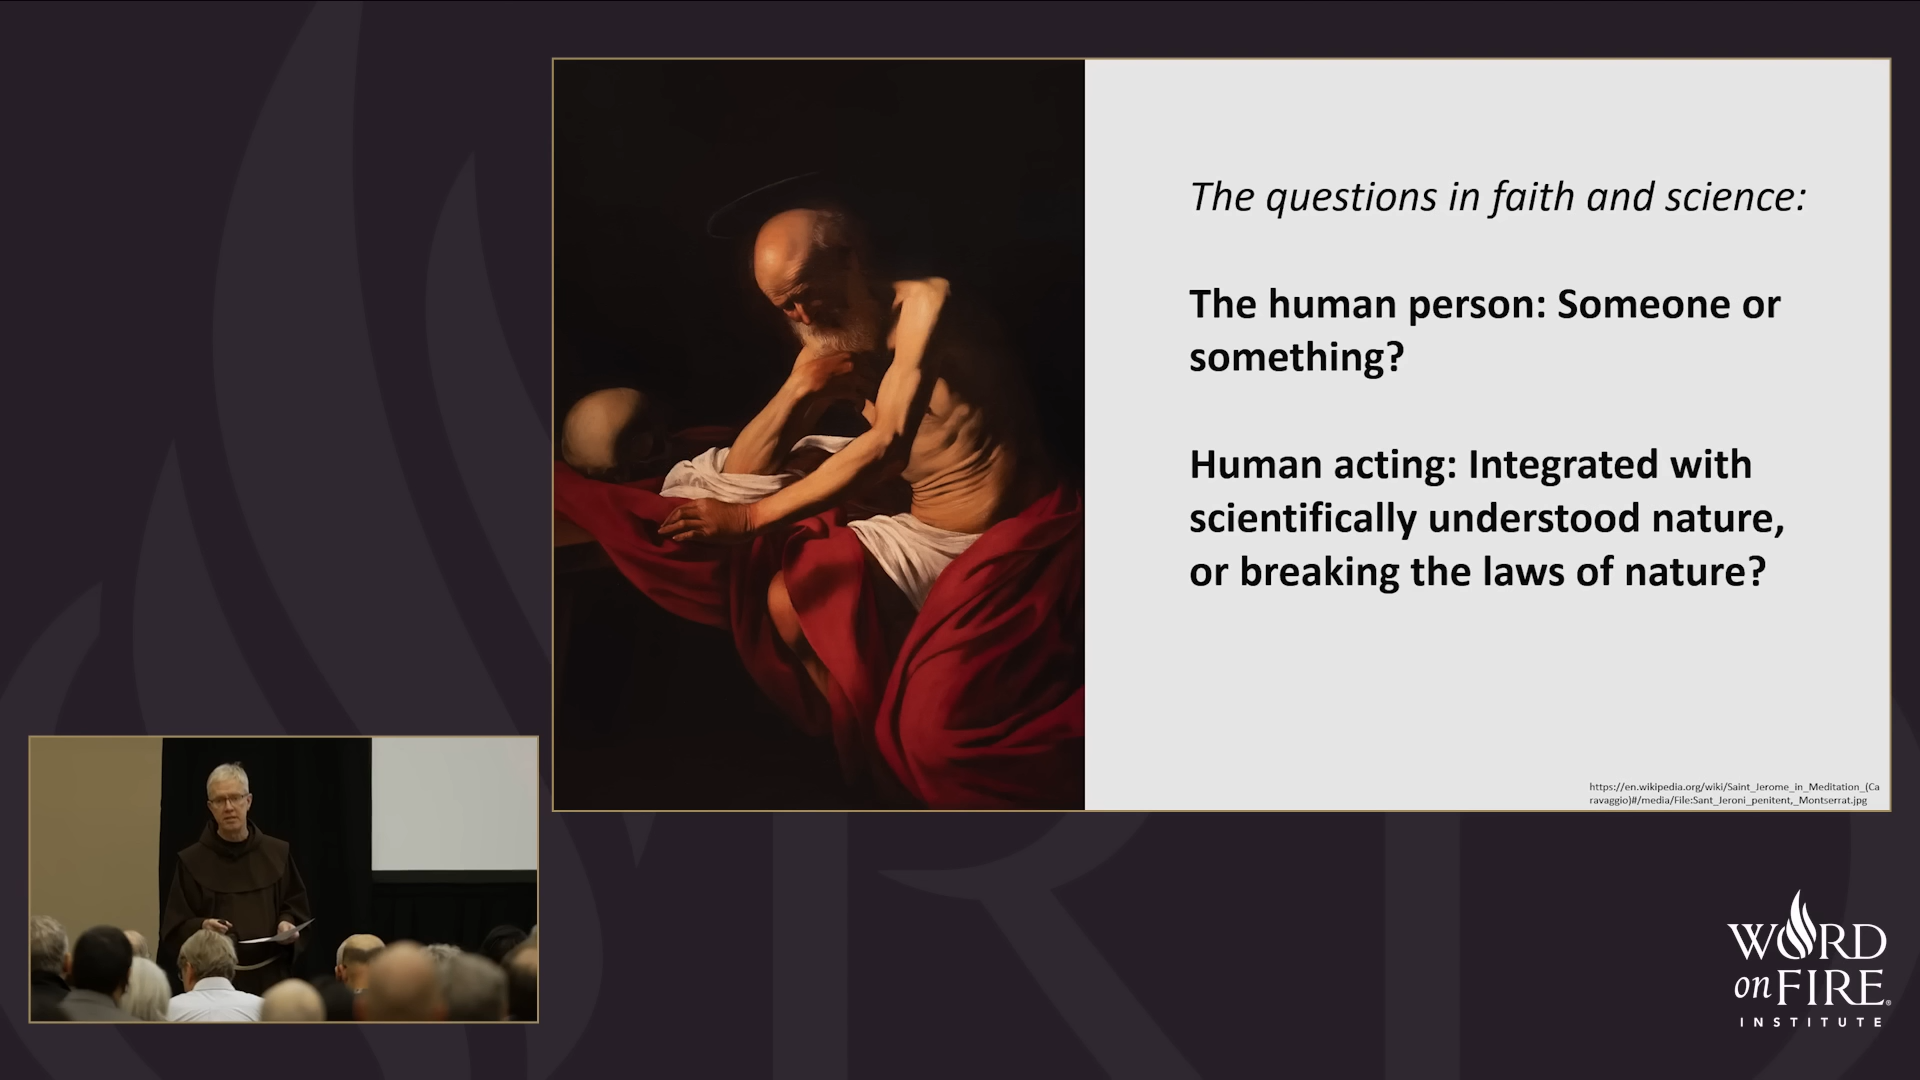 The questions in faith and science:
The human person: Someone or
something?
Human acting: Integrated with
scientifically understood nature,
or breaking the laws of nature?
https://en.wikipedia.org/wiki/Saint_Jerome_in_Meditation_(Ca
ravaggio)#/media/File:Sant_Jeroni_penitent,_Montserrat.jpg
WORD
on FIRE®
INSTITUTE